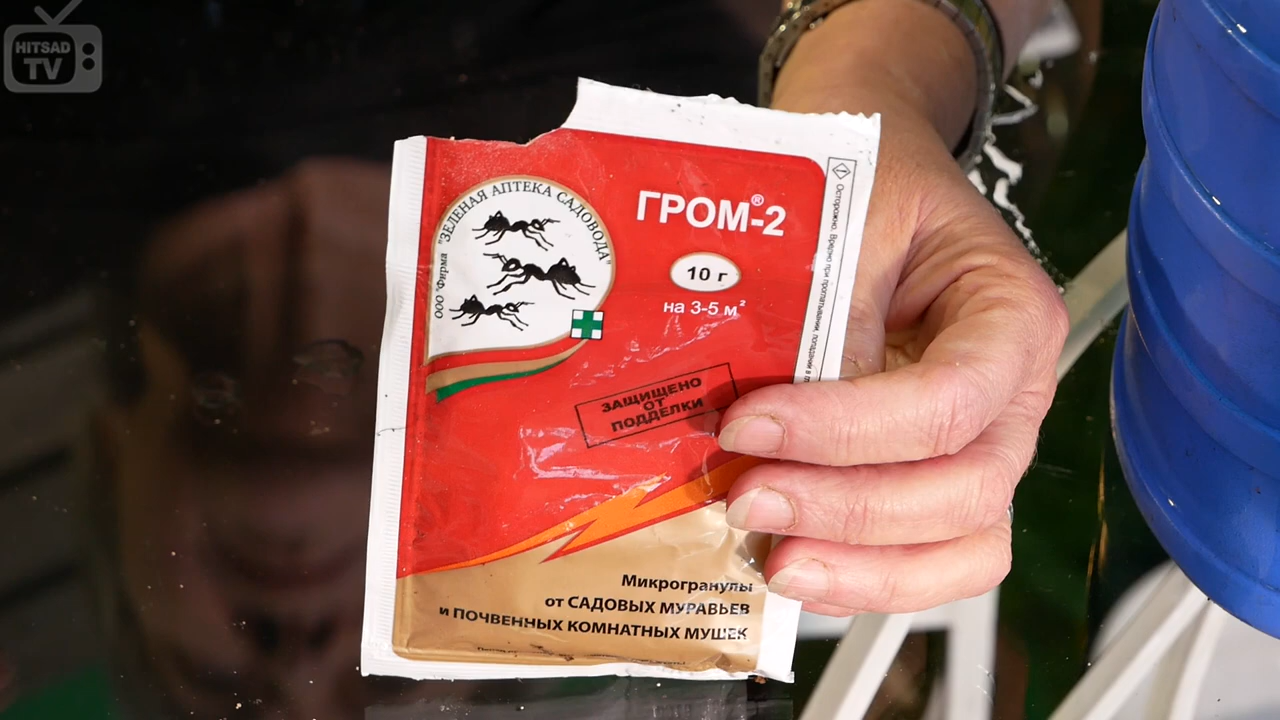 HITSAD
TV
ООО "Фирма "ЗЕЛЕНАЯ АПТЕКА САДОВОДА"
ГРОМ®-2
10 г
на 3-5 м²
ЗАЩИЩЕНО
ОТ
ПОДДЕЛКИ
Осторожно. Вредно при проглатывании, попадании в
Микрогранулы
от САДОВЫХ МУРАВЬЕВ
и ПОЧВЕННЫХ КОМНАТНЫХ МУШЕК